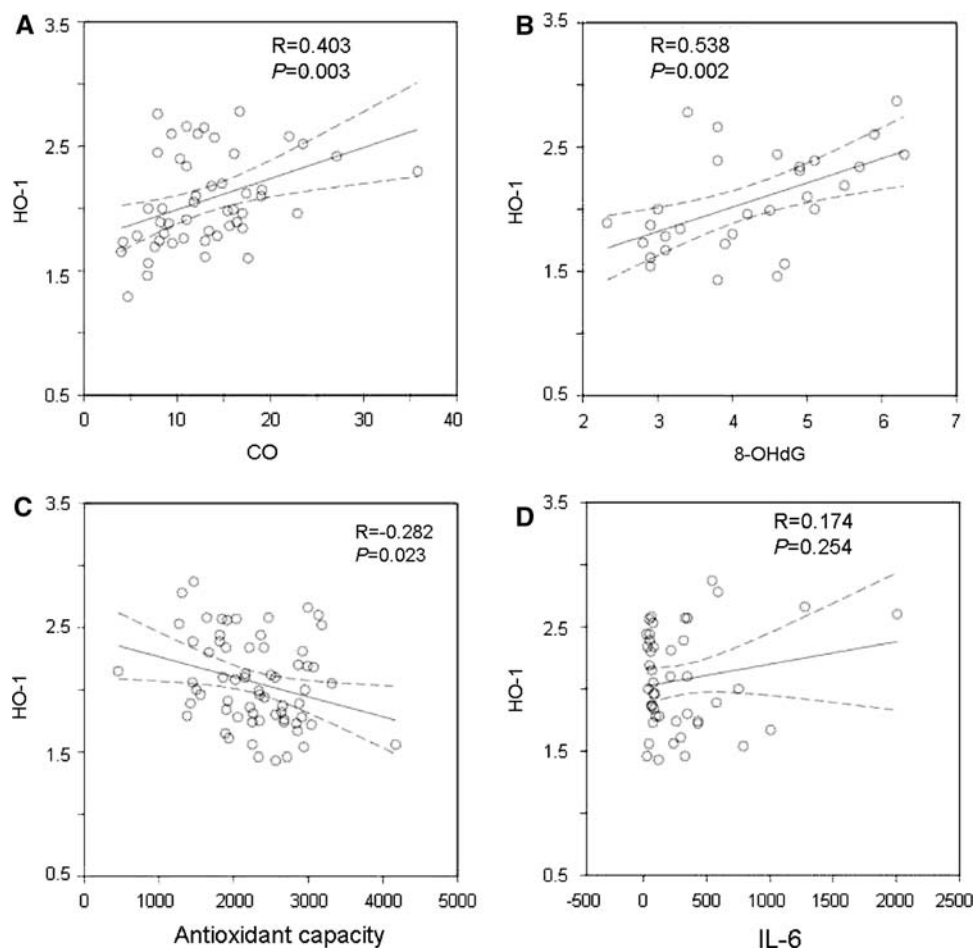 A
R=0.403
P=0.003
3.5
2.5
1.5
0.5
HO-1
0 10 20 30 40
CO
B
R=0.538
P=0.002
3.5
2.5
1.5
0.5
HO-1
2 3 4 5 6 7
8-OHdG
C
R=-0.282
P=0.023
3.5
2.5
1.5
0.5
HO-1
0 1000 2000 3000 4000 5000
Antioxidant capacity
D
R=0.174
P=0.254
3.5
2.5
1.5
0.5
HO-1
-500 0 500 1000 1500 2000 2500
IL-6